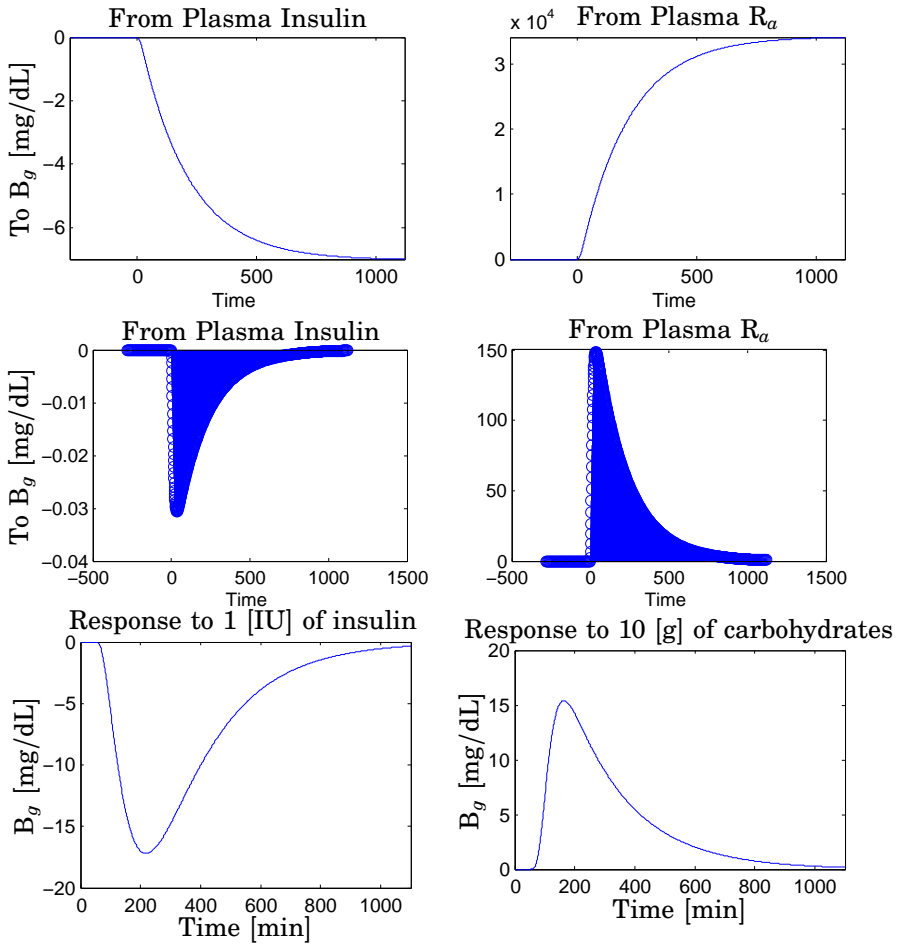 From Plasma Insulin
To B_g [mg/dL]
0
−2
−4
−6
0 500 1000
Time
From Plasma R_a
x 10^4
3
2
1
0
0 500 1000
Time
From Plasma Insulin
To B_g [mg/dL]
0
−0.01
−0.02
−0.03
−0.04
−500 0 500 1000 1500
Time
From Plasma R_a
150
100
50
0
−500 0 500 1000 1500
Time
Response to 1 [IU] of insulin
B_g [mg/dL]
0
−5
−10
−15
−20
0 200 400 600 800 1000
Time [min]
Response to 10 [g] of carbohydrates
B_g [mg/dL]
20
15
10
5
0
0 200 400 600 800 1000
Time [min]